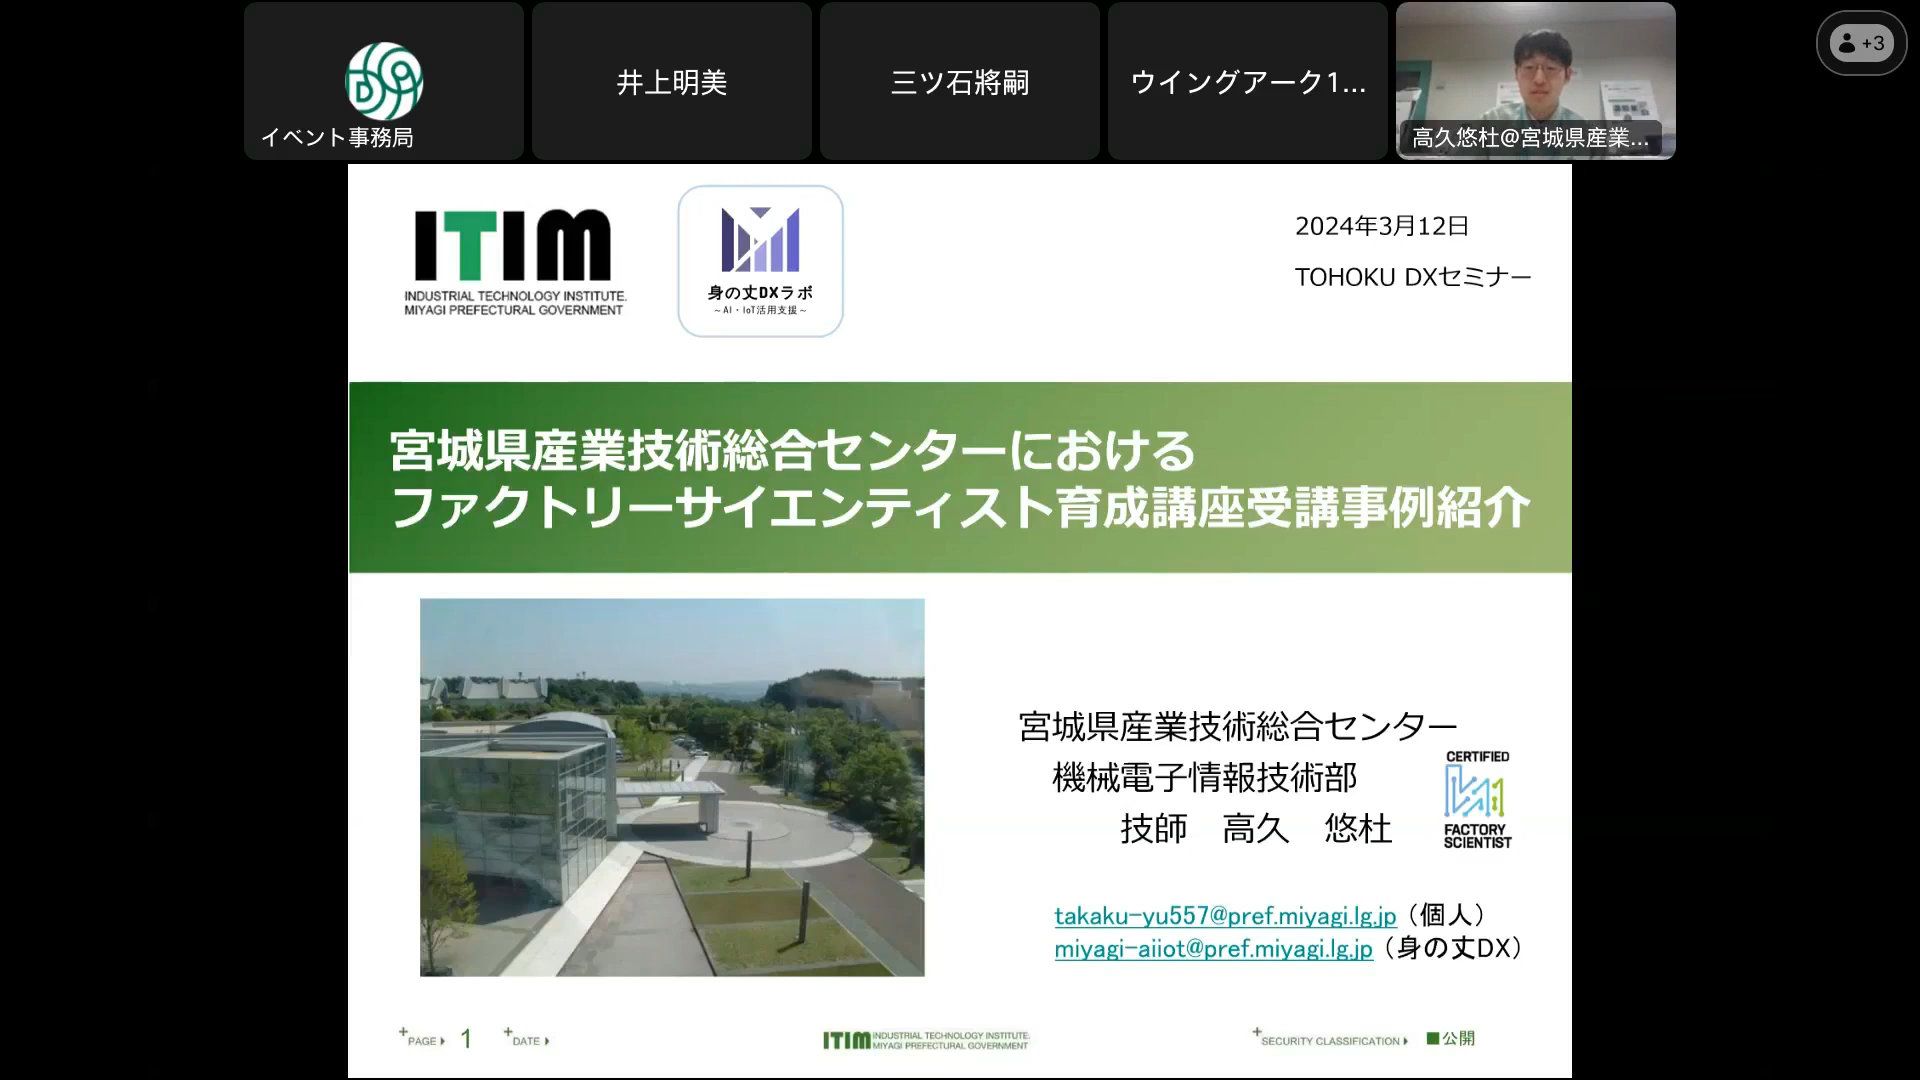 イベント事務局
井上明美
三ツ石將嗣
ウイングアーク1...
高久悠杜@宮城県産業...
+3
ITIM
INDUSTRIAL TECHNOLOGY INSTITUTE.
MIYAGI PREFECTURAL GOVERNMENT
身の丈DXラボ
～AI・IoT活用支援～
2024年3月12日
TOHOKU DXセミナー
宮城県産業技術総合センターにおける
ファクトリーサイエンティスト育成講座受講事例紹介
宮城県産業技術総合センター
機械電子情報技術部
技師 高久 悠杜
CERTIFIED
FACTORY
SCIENTIST
takaku-yu557@pref.miyagi.lg.jp（個人）
miyagi-aiiot@pref.miyagi.lg.jp（身の丈DX）
PAGE 1
DATE
ITIM INDUSTRIAL TECHNOLOGY INSTITUTE.
MIYAGI PREFECTURAL GOVERNMENT
SECURITY CLASSIFICATION ■公開